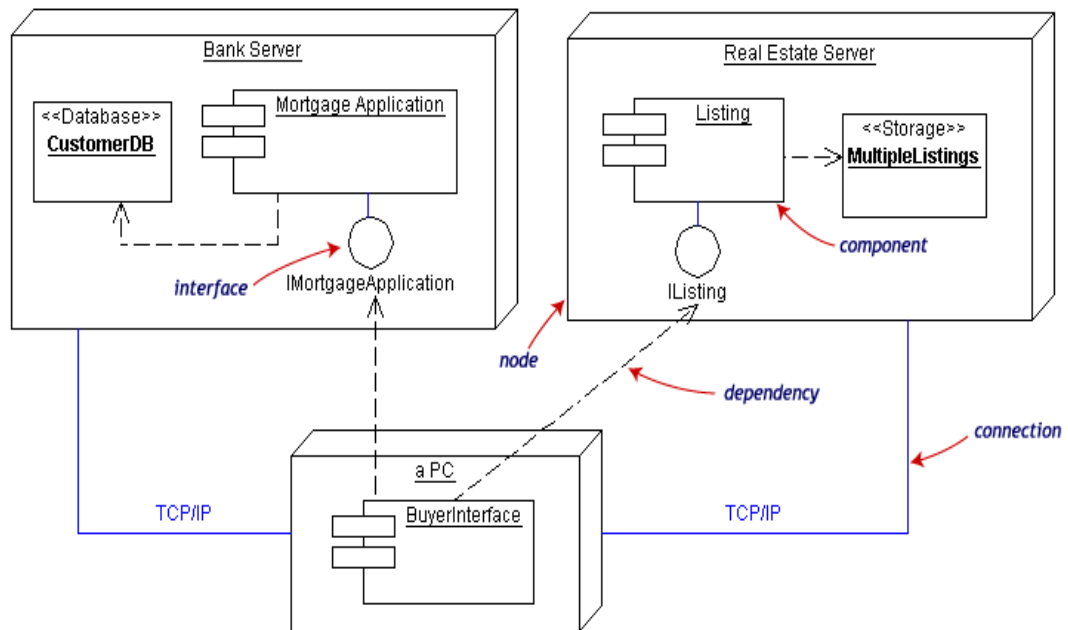 Bank Server
<<Database>>
CustomerDB
Mortgage Application
interface
IMortgageApplication
Real Estate Server
Listing
<<Storage>>
MultipleListings
component
IListing
node
dependency
connection
a PC
BuyerInterface
TCP/IP
TCP/IP